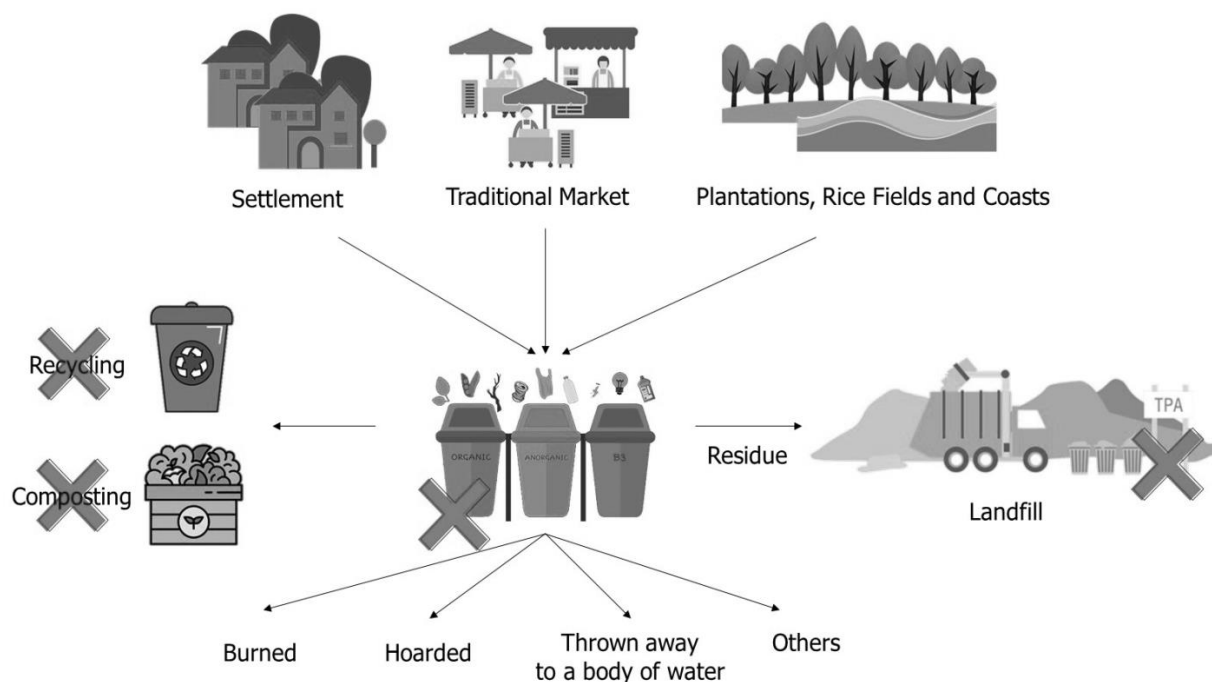 Settlement
Traditional Market
Plantations, Rice Fields and Coasts
Recycling
Composting
ORGANIC
ANORGANIC
B3
Residue
TPA
Landfill
Burned
Hoarded
Thrown away
to a body of water
Others